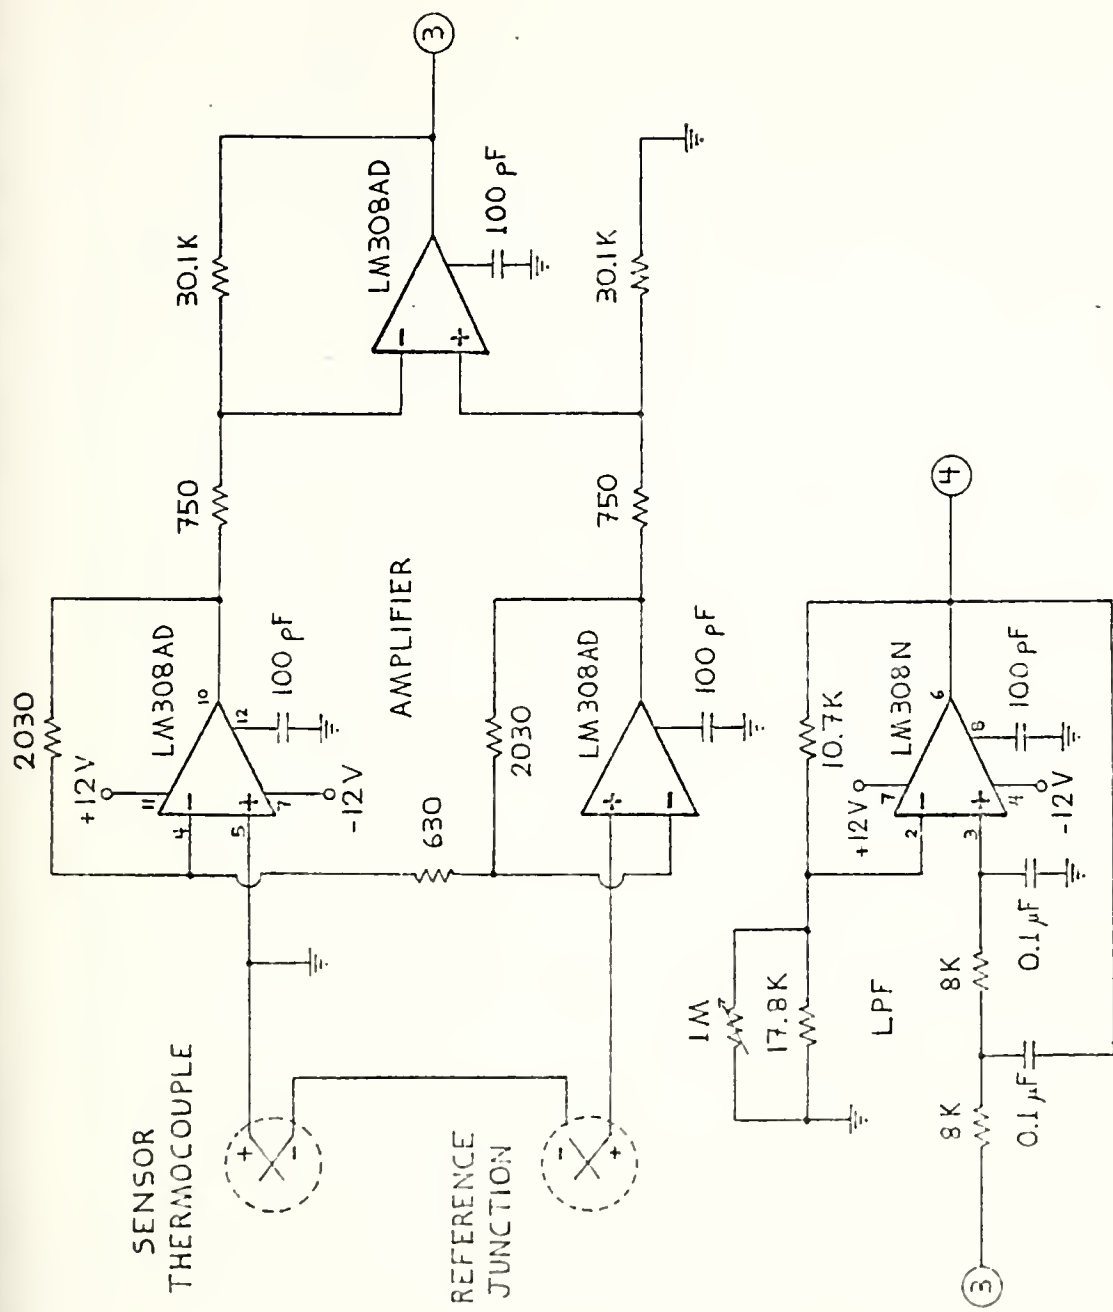 SENSOR
THERMOCOUPLE
+
-
REFERENCE
JUNCTION
-
+
2030
+12V
11
4
-
5
+
7
-12V
LM308AD
10
12
100 pF
630
AMPLIFIER
2030
LM308AD
+
-
100 pF
750
750
30.1K
LM308AD
-
+
100 pF
30.1K
3
3
8K
0.1 µF
8K
0.1 µF
LPF
1M
17.8K
10.7K
+12V
7
2
-
3
+
4
-12V
LM308N
6
8
100 pF
4